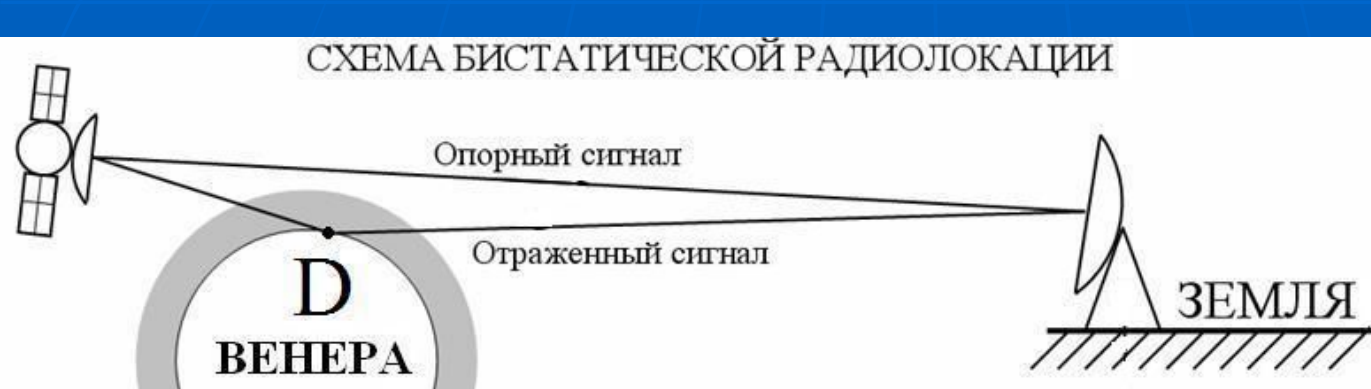 СХЕМА БИСТАТИЧЕСКОЙ РАДИОЛОКАЦИИ
Опорный сигнал
Отраженный сигнал
D
ВЕНЕРА
ЗЕМЛЯ